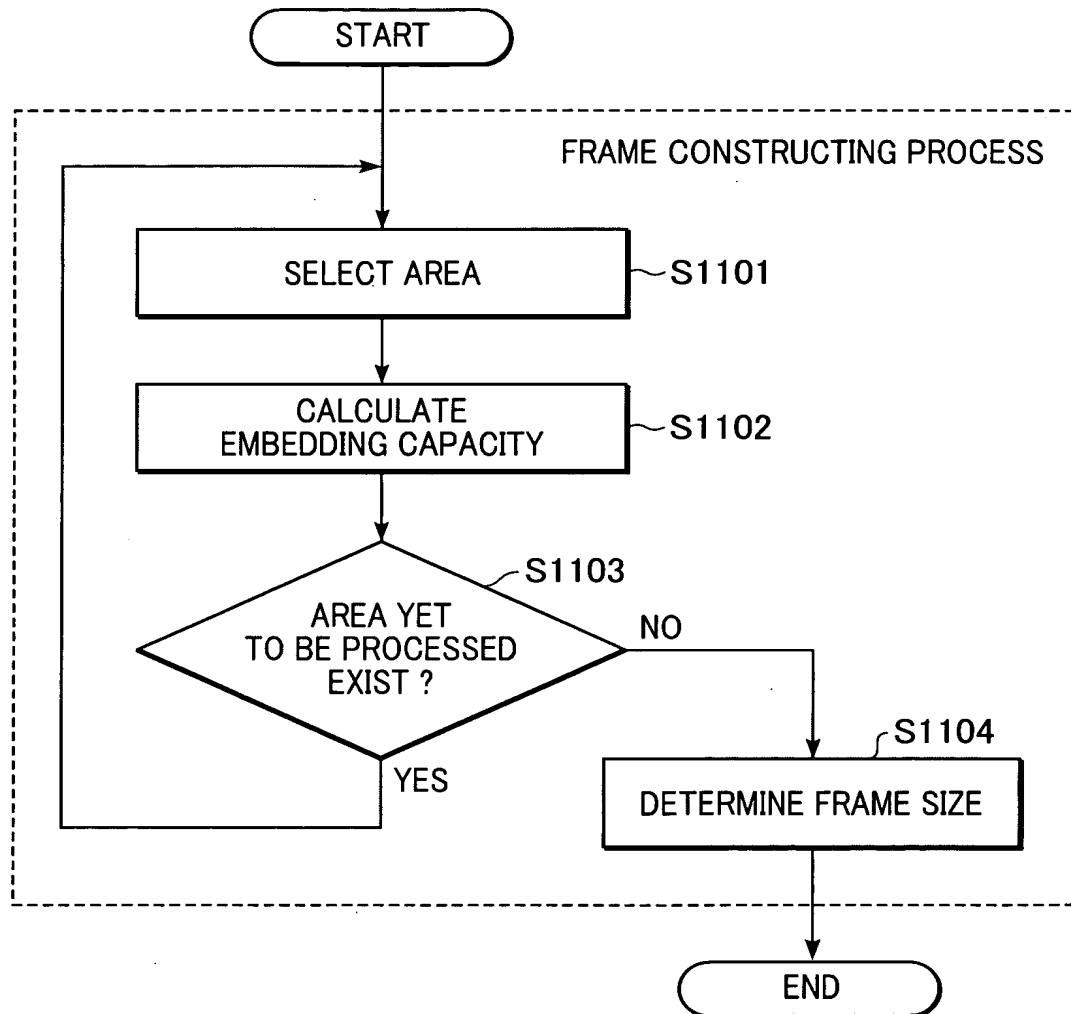 START
FRAME CONSTRUCTING PROCESS
SELECT AREA
S1101
CALCULATE
EMBEDDING CAPACITY
S1102
S1103
AREA YET
TO BE PROCESSED
EXIST ?
NO
YES
S1104
DETERMINE FRAME SIZE
END